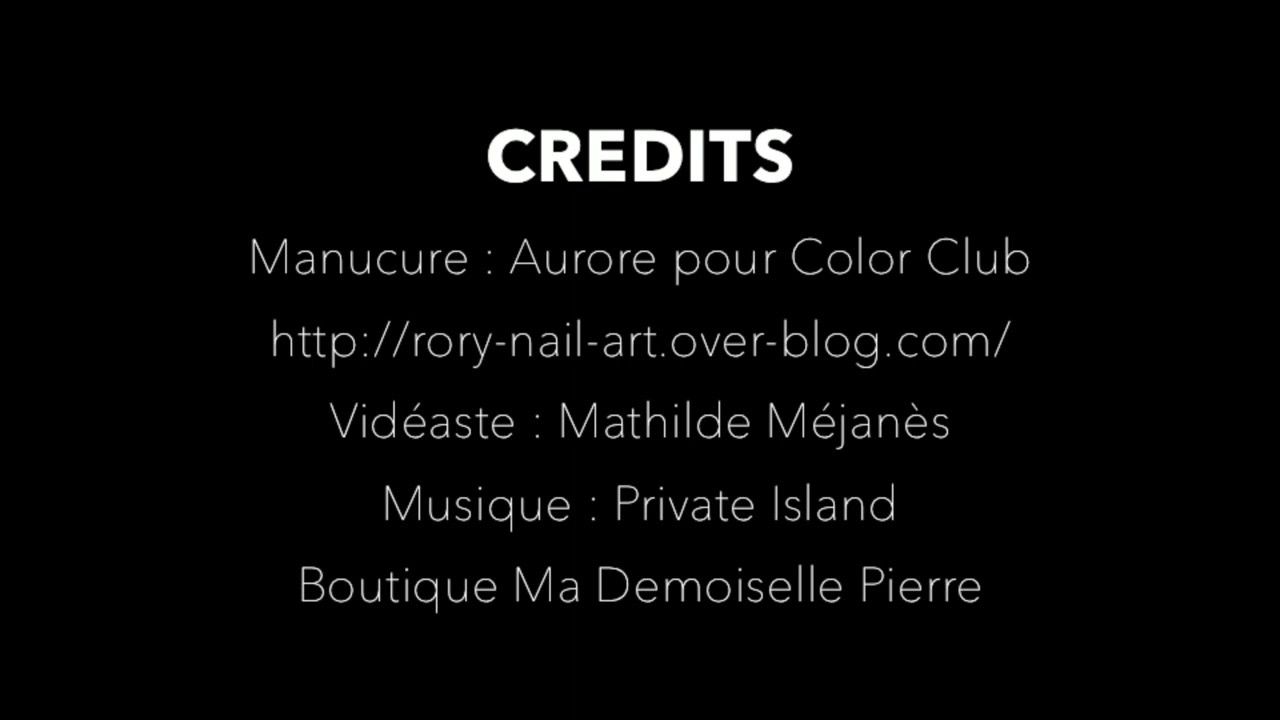 CREDITS
Manucure : Aurore pour Color Club
http://rory-nail-art.over-blog.com/
Vidéaste : Mathilde Méjanès
Musique : Private Island
Boutique Ma Demoiselle Pierre